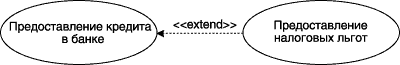 Предоставление кредита
в банке
<<extend>>
Предоставление
налоговых льгот